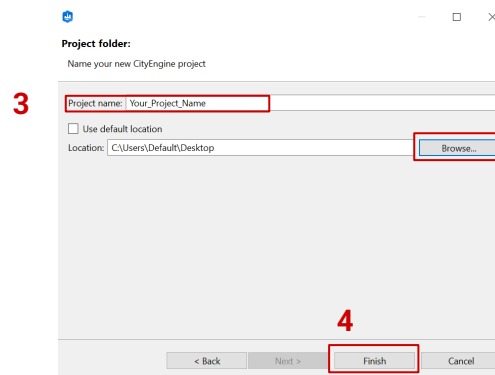 Project folder:
Name your new CityEngine project
3
Project name: Your_Project_Name
Use default location
Location: C:\Users\Default\Desktop Browse...
4
< Back Next > Finish Cancel